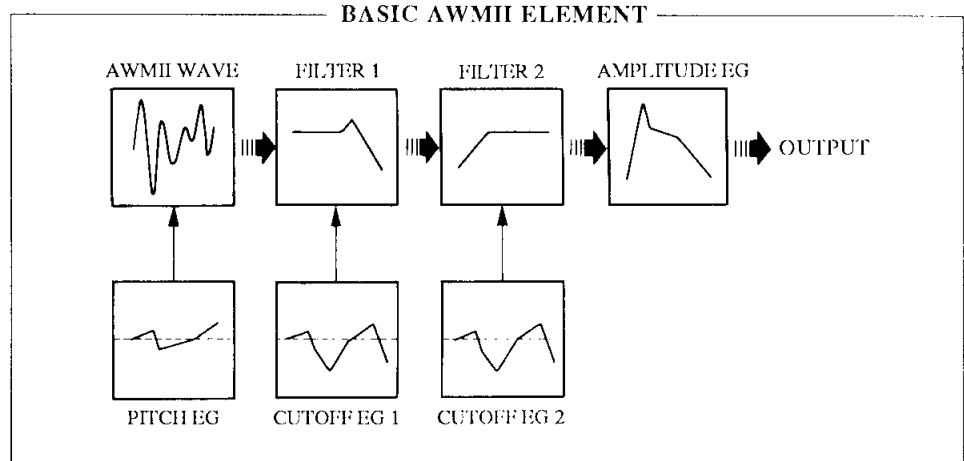 BASIC AWMII ELEMENT
AWMII WAVE FILTER 1 FILTER 2 AMPLITUDE EG
OUTPUT
PITCH EG CUTOFF EG 1 CUTOFF EG 2